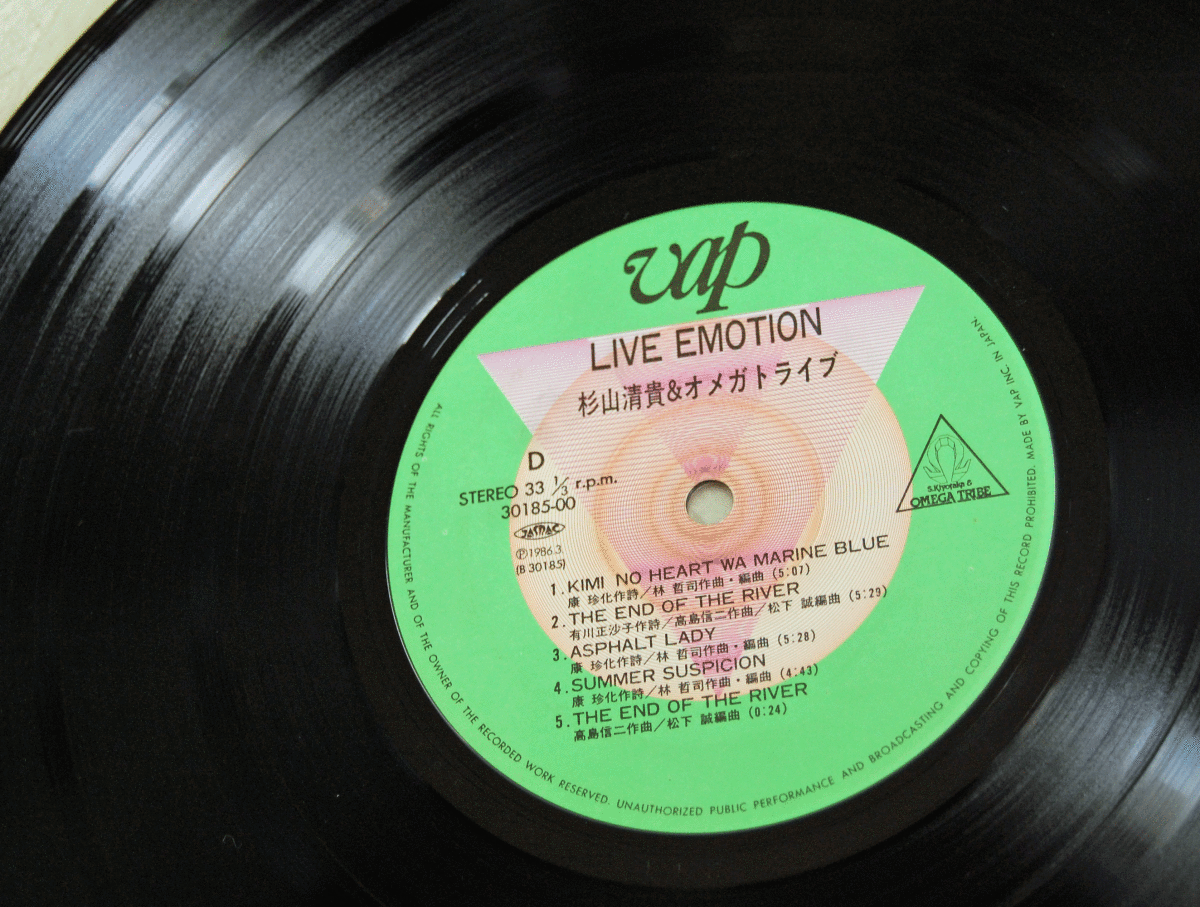 vap
LIVE EMOTION
杉山清貴&オメガトライブ
D
STEREO 33 1/3 r.p.m.
30185-00
JASRAC
Ⓟ1986.3
(B 30185)
S.Kiyotaka &
OMEGA TRIBE
1. KIMI NO HEART WA MARINE BLUE
康 珍化作詩/林 哲司作曲・編曲 (5:07)
2. THE END OF THE RIVER
有川正沙子作詩/高島信二作曲/松下 誠編曲 (5:29)
3. ASPHALT LADY
康 珍化作詩/林 哲司作曲・編曲 (5:28)
4. SUMMER SUSPICION
康 珍化作詩/林 哲司作曲・編曲 (4:43)
5. THE END OF THE RIVER
高島信二作曲/松下 誠編曲 (0:24)
ALL RIGHTS OF THE MANUFACTURER AND OF THE OWNER OF THE RECORDED WORK RESERVED. UNAUTHORIZED PUBLIC PERFORMANCE AND BROADCASTING AND COPYING OF THIS RECORD PROHIBITED. MADE BY VAP INC. IN JAPAN.